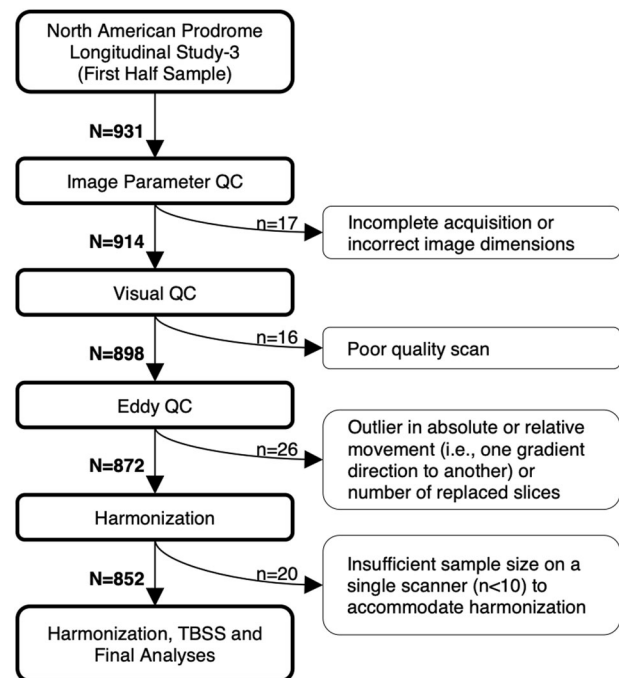 North American Prodrome
Longitudinal Study-3
(First Half Sample)
N=931
Image Parameter QC
n=17
Incomplete acquisition or
incorrect image dimensions
N=914
Visual QC
n=16
Poor quality scan
N=898
Eddy QC
n=26
Outlier in absolute or relative
movement (i.e., one gradient
direction to another) or
number of replaced slices
N=872
Harmonization
n=20
Insufficient sample size on a
single scanner (n<10) to
accommodate harmonization
N=852
Harmonization, TBSS and
Final Analyses